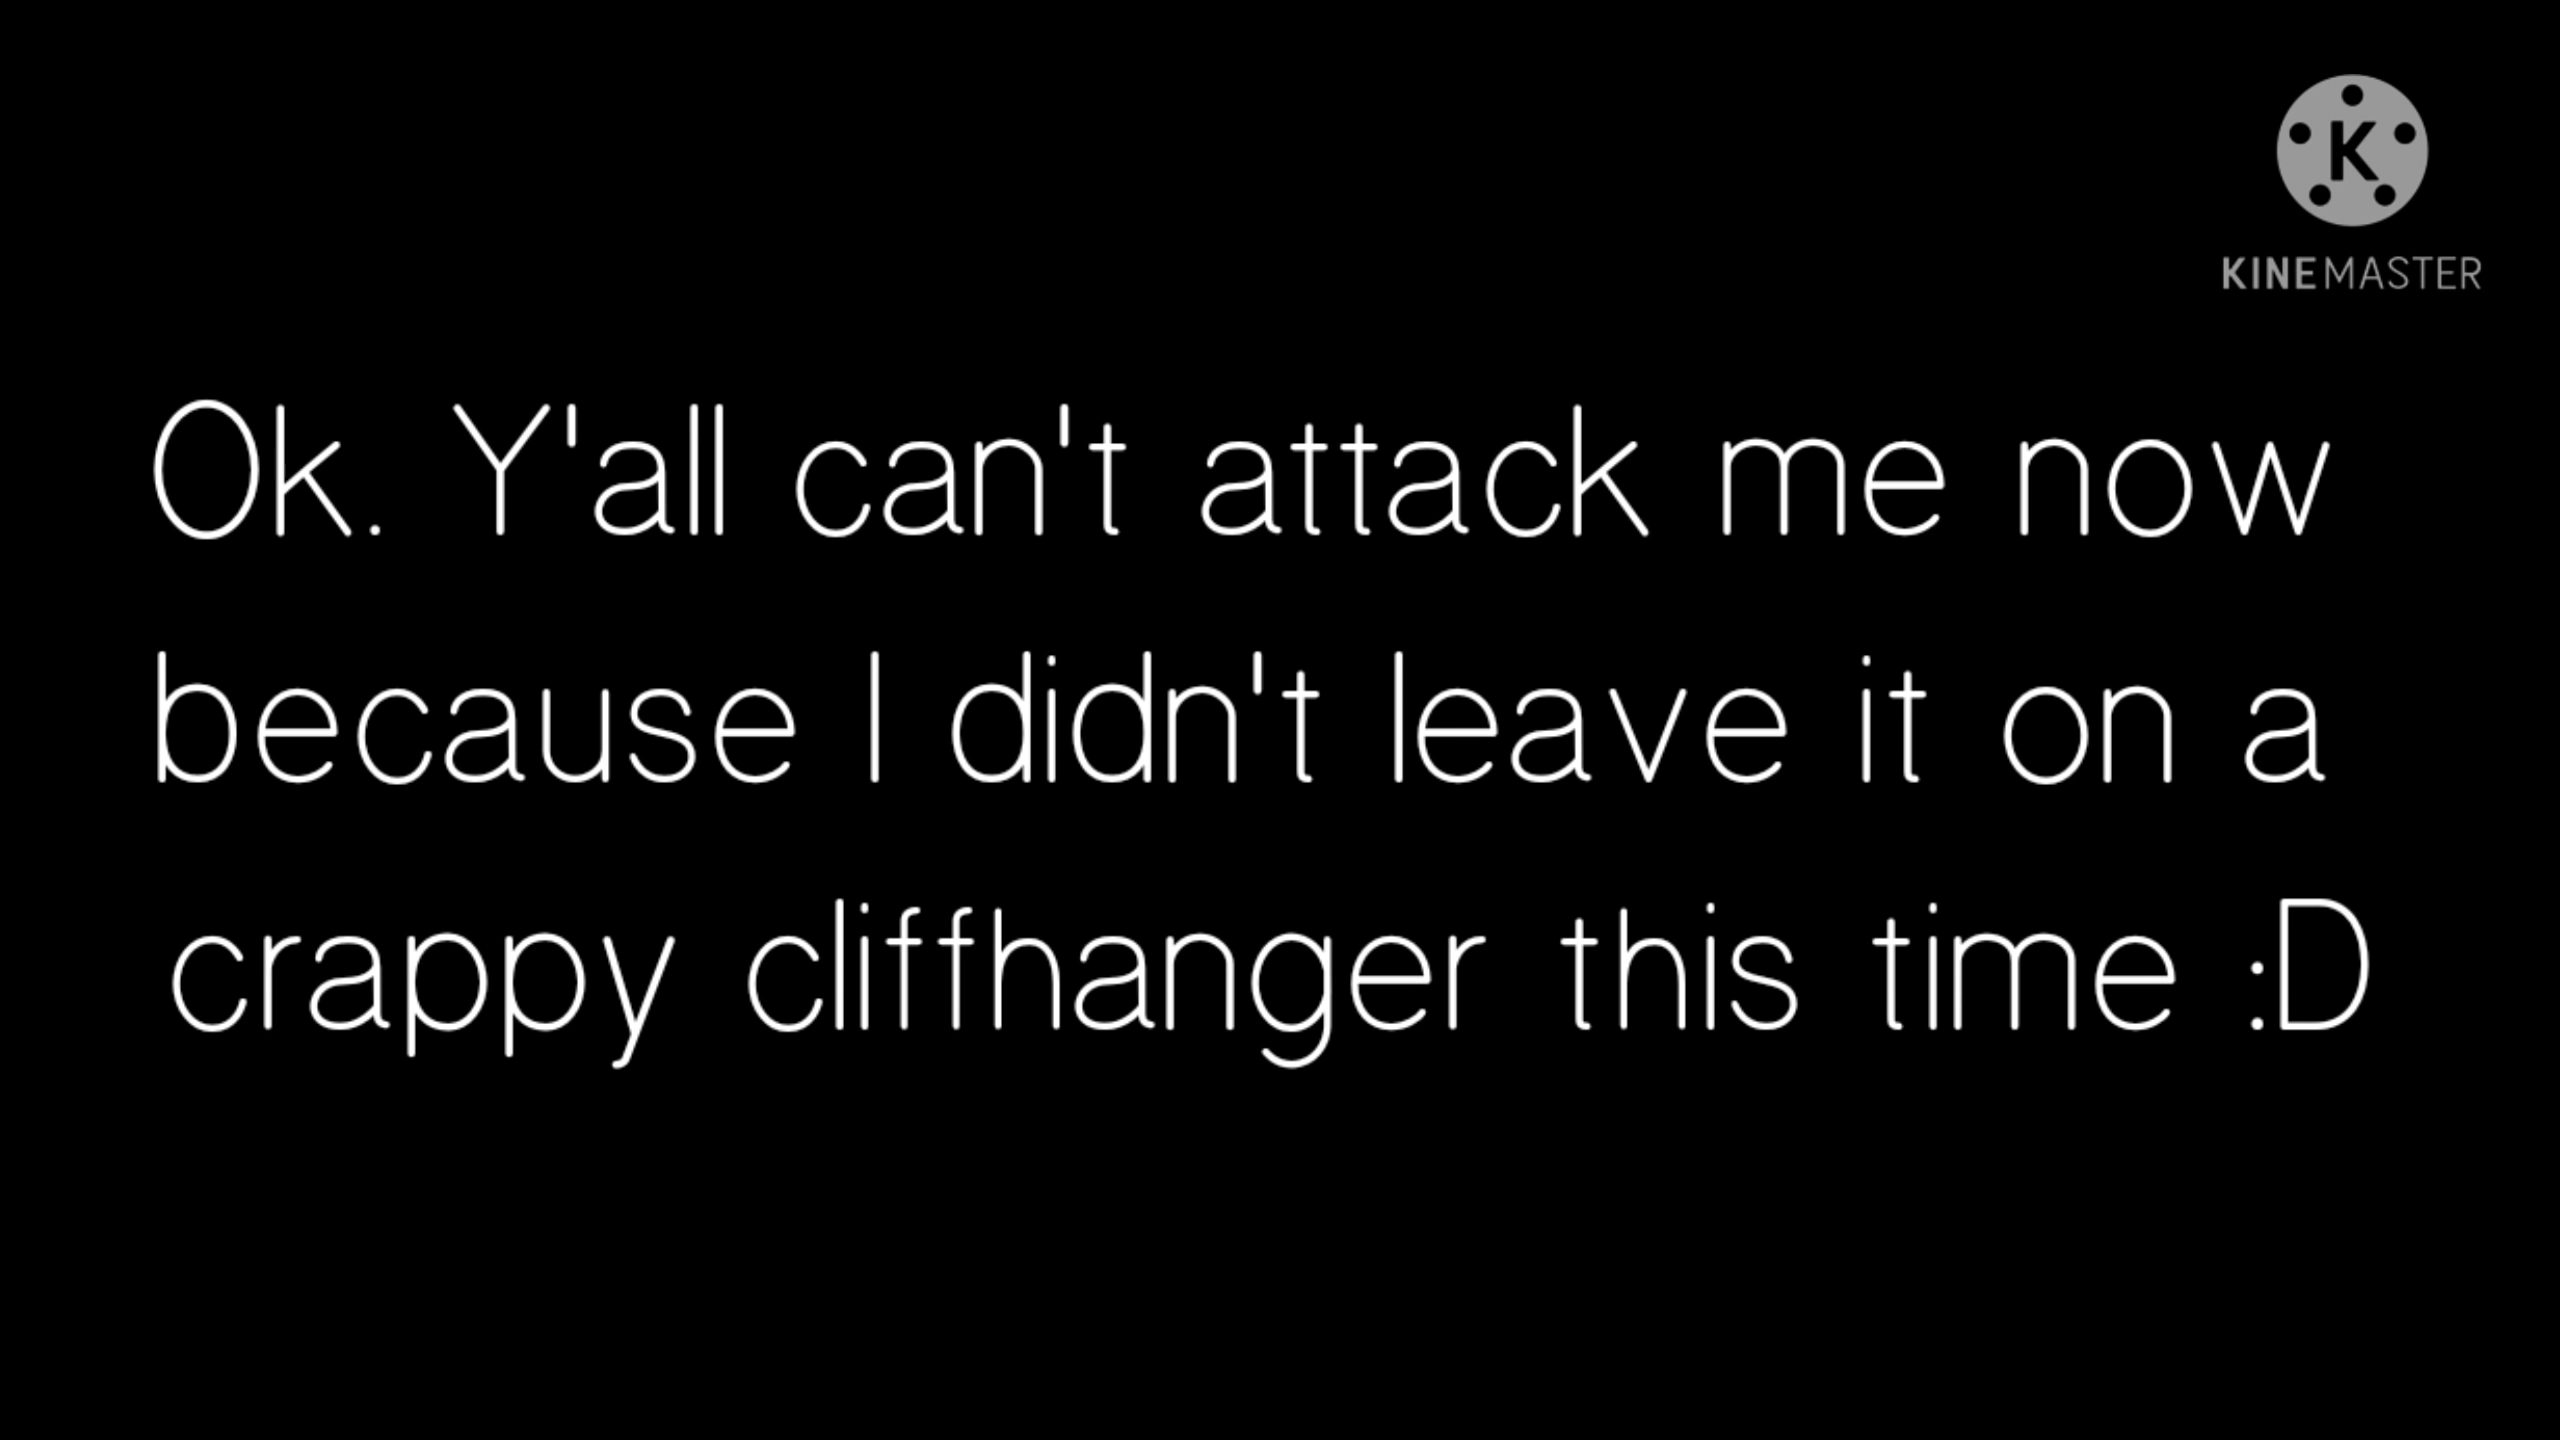 K
KINEMASTER
Ok. Y'all can't attack me now
because I didn't leave it on a
crappy cliffhanger this time :D